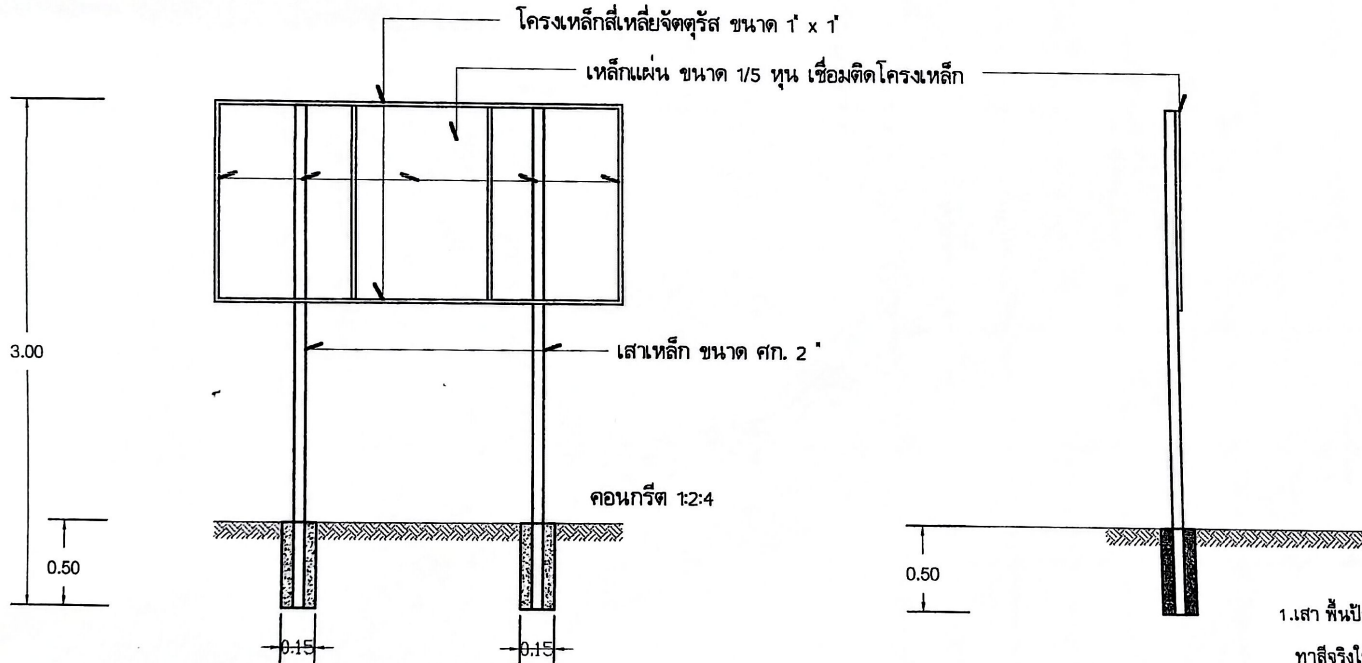 โครงเหล็กสี่เหลี่ยจัตตุรัส ขนาด 1" x 1"
เหล็กแผ่น ขนาด 1/5 หุน เชื่อมติดโครงเหล็ก
3.00
เสาเหล็ก ขนาด ศก. 2 "
คอนกรีต 1:2:4
0.50
0.50
0.15
0.15
1.เสา พื้นป้
ทาสีจริงใ